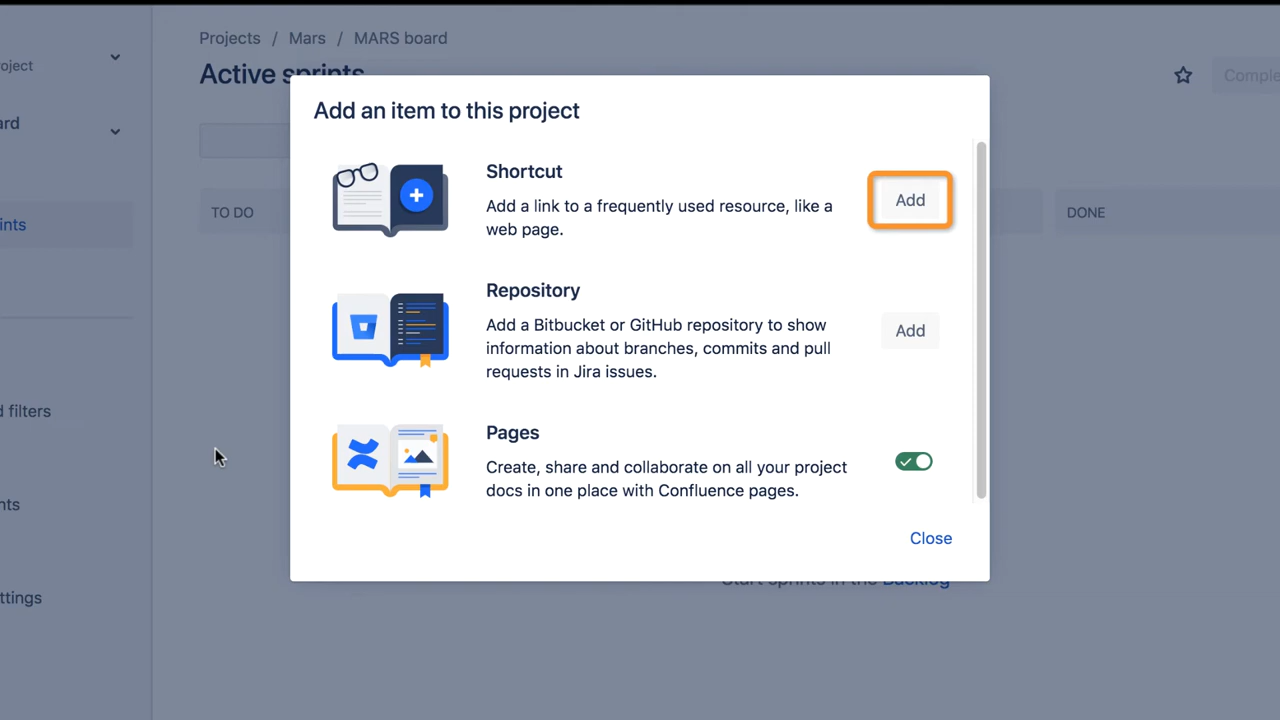 Projects / Mars / MARS board
Active sprints
oject
ard
ints
d filters
nts
ttings
Comple
TO DO
DONE
Add an item to this project
Shortcut
Add a link to a frequently used resource, like a
web page.
Add
Repository
Add a Bitbucket or GitHub repository to show
information about branches, commits and pull
requests in Jira issues.
Add
Pages
Create, share and collaborate on all your project
docs in one place with Confluence pages.
Close
Start sprints in the Backlog